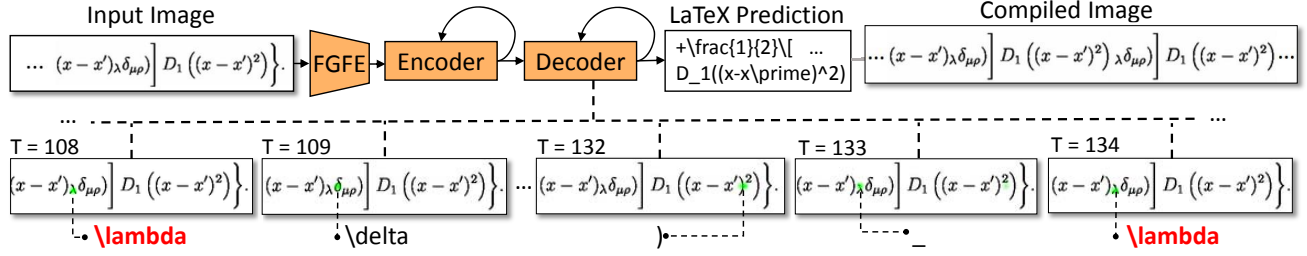 Input Image
LaTeX Prediction
Compiled Image
... (x − x′)λδμρ)] D₁ ((x − x′)²)}.
FGFE
Encoder
Decoder
+\frac{1}{2}\[ ...
D_1((x-x\prime)^2)
... (x − x′)λδμρ)] D₁ ((x − x′)²) λδμρ)] D₁ ((x − x′)²) ...
... ...
T = 108
T = 109
T = 132
T = 133
T = 134
(x − x′)λδμρ)] D₁ ((x − x′)²)}.
(x − x′)λδμρ)] D₁ ((x − x′)²)}.
... (x − x′)λδμρ)] D₁ ((x − x′)²)}.
(x − x′)λδμρ)] D₁ ((x − x′)²)}.
(x − x′)λδμρ)] D₁ ((x − x′)²)}.
\lambda
\delta
)
_
\lambda